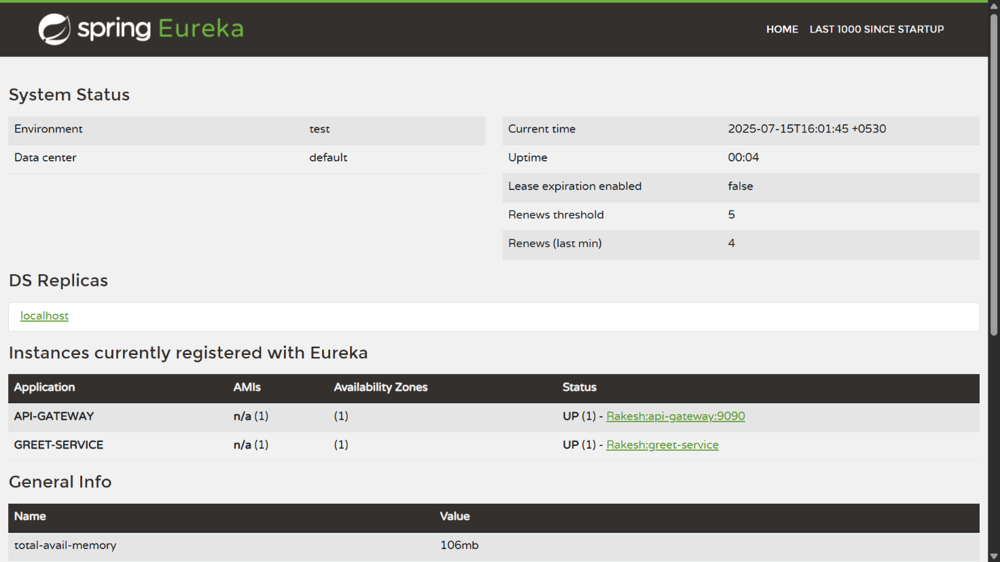 spring Eureka
HOME LAST 1000 SINCE STARTUP
System Status
Environment test
Data center default
Current time 2025-07-15T16:01:45 +0530
Uptime 00:04
Lease expiration enabled false
Renews threshold 5
Renews (last min) 4
DS Replicas
localhost
Instances currently registered with Eureka
Application AMIs Availability Zones Status
API-GATEWAY n/a (1) (1) UP (1) - Rakesh:api-gateway:9090
GREET-SERVICE n/a (1) (1) UP (1) - Rakesh:greet-service
General Info
Name Value
total-avail-memory 106mb